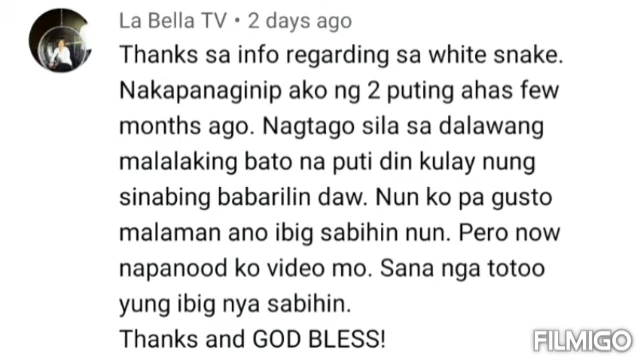 La Bella TV • 2 days ago
Thanks sa info regarding sa white snake.
Nakapanaginip ako ng 2 puting ahas few
months ago. Nagtago sila sa dalawang
malalaking bato na puti din kulay nung
sinabing babarilin daw. Nun ko pa gusto
malaman ano ibig sabihin nun. Pero now
napanood ko video mo. Sana nga totoo
yung ibig nya sabihin.
Thanks and GOD BLESS!
FILMIGO